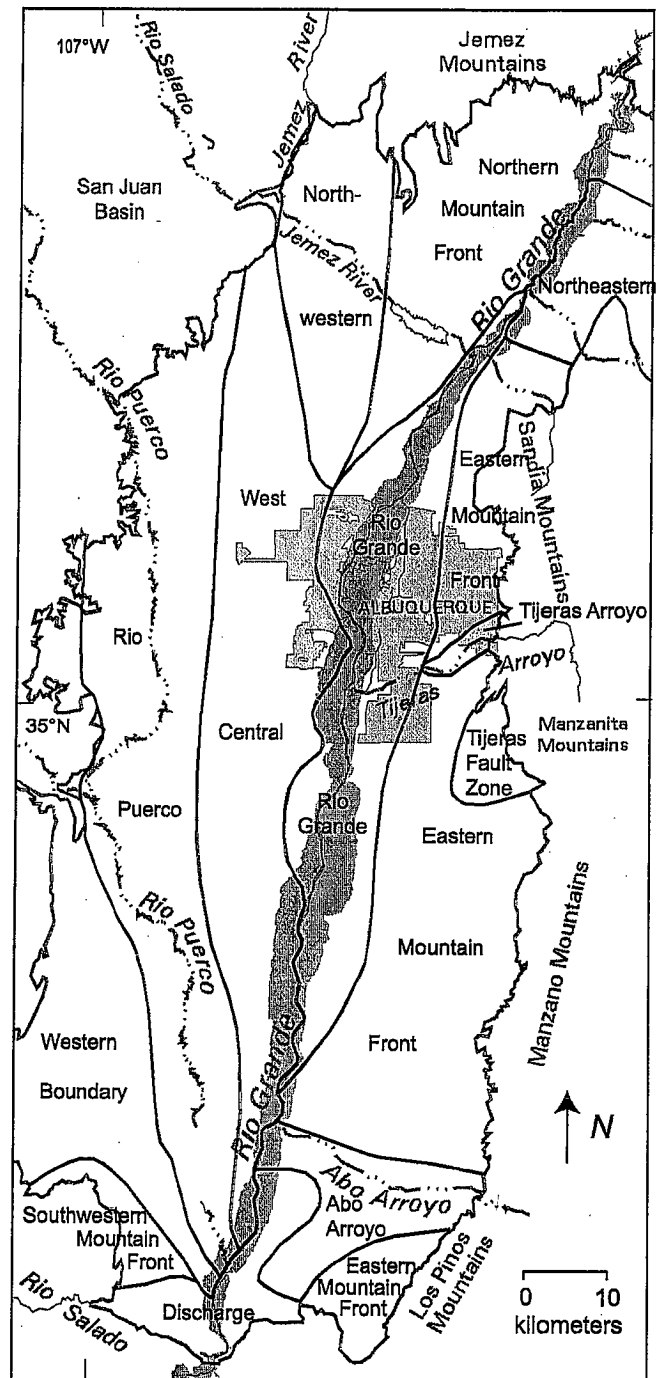 107°W
Rio Salado
River
Jemez
Jemez
Mountains
San Juan
Basin
North-
western
Northern
Mountain
Front
Jemez River
Rio Grande
Northeastern
Rio Puerco
West
Central
Eastern
Mountain
Front
Sandia Mountains
Rio
Grande
ALBUQUERQUE
Tijeras Arroyo
Arroyo
Tijeras
Rio
Puerco
35°N
Manzanita
Mountains
Tijeras
Fault
Zone
Rio
Grande
Eastern
Mountain
Front
Rio Puerco
Manzano Mountains
Western
Boundary
Rio Grande
N
Abo Arroyo
Abo
Arroyo
Southwestern
Mountain
Front
Eastern
Mountain
Front
Los Pinos
Mountains
Rio Salado
Discharge
0 10
kilometers